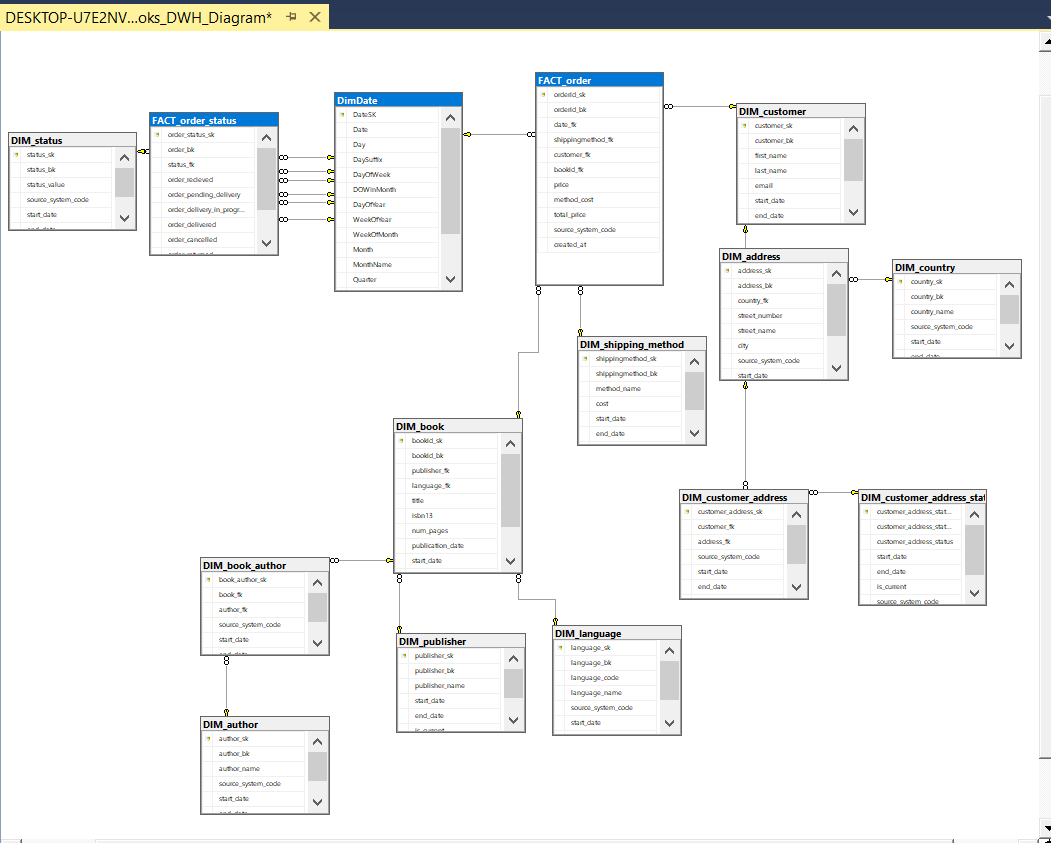 DESKTOP-U7E2NV...oks_DWH_Diagram*
DIM_status
status_sk
status_bk
status_value
source_system_code
start_date
FACT_order_status
order_status_sk
order_bk
status_fk
order_recieved
order_pending_delivery
order_delivery_in_progr...
order_delivered
order_cancelled
order_returned
DimDate
DateSK
Date
Day
DaySuffix
DayOfWeek
DOWInMonth
DayOfYear
WeekOfYear
WeekOfMonth
Month
MonthName
Quarter
FACT_order
orderId_sk
orderId_bk
date_fk
shippingmethod_fk
customer_fk
bookId_fk
price
method_cost
total_price
source_system_code
created_at
DIM_customer
customer_sk
customer_bk
first_name
last_name
email
start_date
end_date
DIM_address
address_sk
address_bk
country_fk
street_number
street_name
city
source_system_code
start_date
DIM_country
country_sk
country_bk
country_name
source_system_code
start_date
end_date
DIM_shipping_method
shippingmethod_sk
shippingmethod_bk
method_name
cost
start_date
end_date
DIM_book
bookId_sk
bookId_bk
publisher_fk
language_fk
title
isbn13
num_pages
publication_date
start_date
DIM_customer_address
customer_address_sk
customer_fk
address_fk
source_system_code
start_date
end_date
DIM_customer_address_stat
customer_address_stat...
customer_address_stat...
customer_address_status
start_date
end_date
is_current
source_system_code
DIM_book_author
book_author_sk
book_fk
author_fk
source_system_code
start_date
DIM_publisher
publisher_sk
publisher_bk
publisher_name
start_date
end_date
is_current
DIM_language
language_sk
language_bk
language_code
language_name
source_system_code
start_date
DIM_author
author_sk
author_bk
author_name
source_system_code
start_date